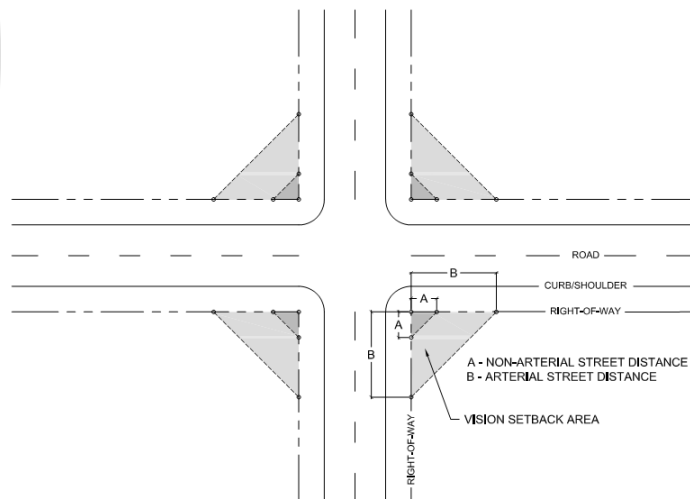 ROAD
B
CURB/SHOULDER
A
RIGHT-OF-WAY
A
B
A - NON-ARTERIAL STREET DISTANCE
B - ARTERIAL STREET DISTANCE
VISION SETBACK AREA
RIGHT-OF-WAY